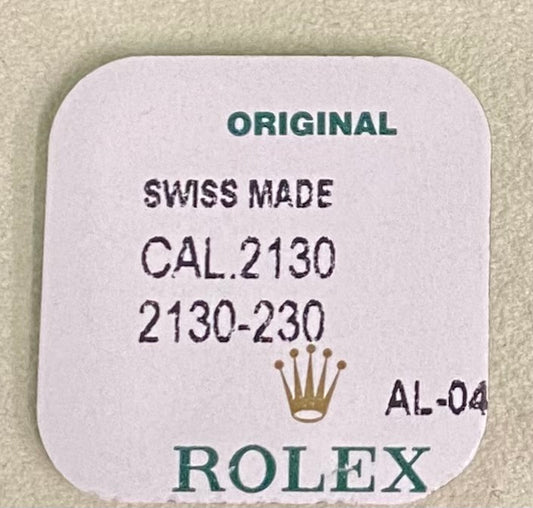 ORIGINAL
SWISS MADE
CAL.2130
2130-230
AL-04
ROLEX